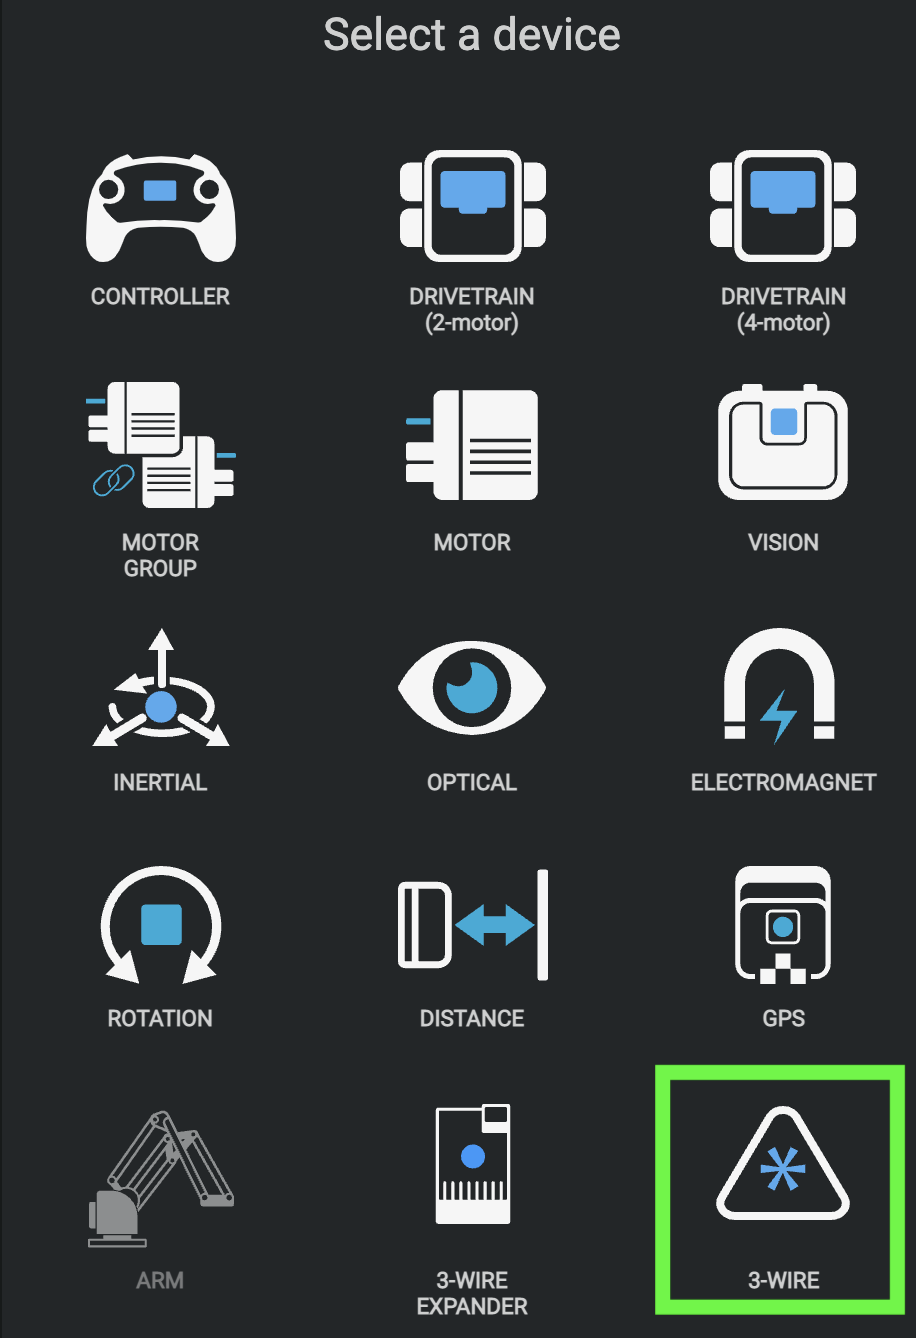 Select a device
CONTROLLER
DRIVETRAIN
(2-motor)
DRIVETRAIN
(4-motor)
MOTOR
GROUP
MOTOR
VISION
INERTIAL
OPTICAL
ELECTROMAGNET
ROTATION
DISTANCE
GPS
ARM
3-WIRE
EXPANDER
3-WIRE